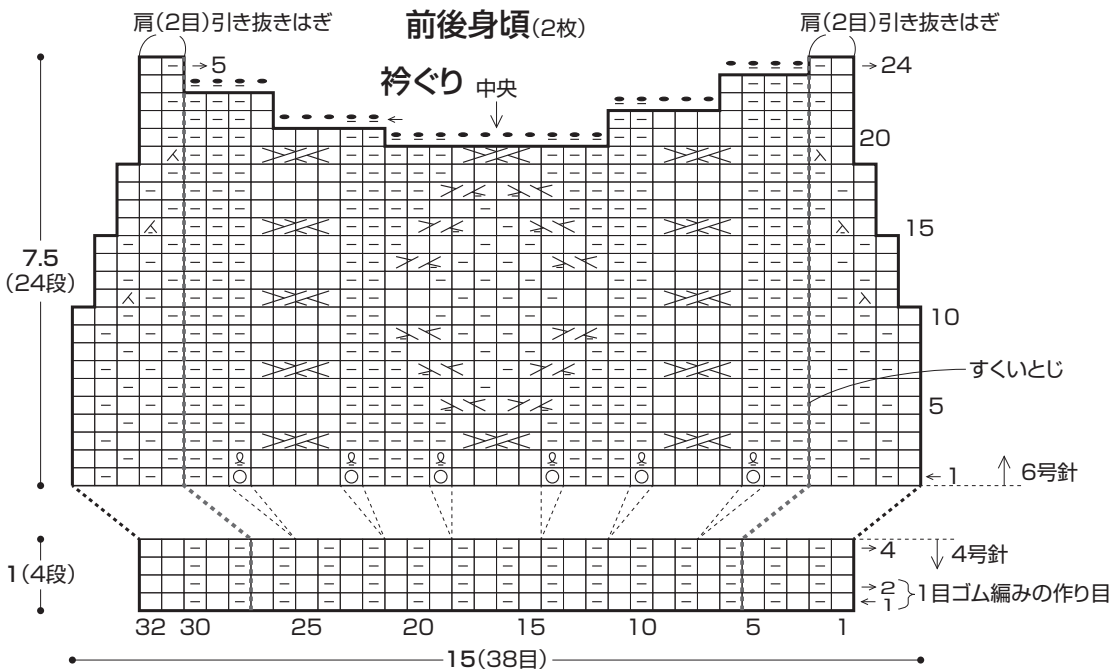 肩(2目)引き抜きはぎ
前後身頃(2枚)
肩(2目)引き抜きはぎ
→5
衿ぐり
中央
→24
20
15
7.5
(24段)
10
すくいとじ
5
←1
6号針
1(4段)
→4
4号針
→2
←1
1目ゴム編みの作り目
32 30 25 20 15 10 5 1
15(38目)